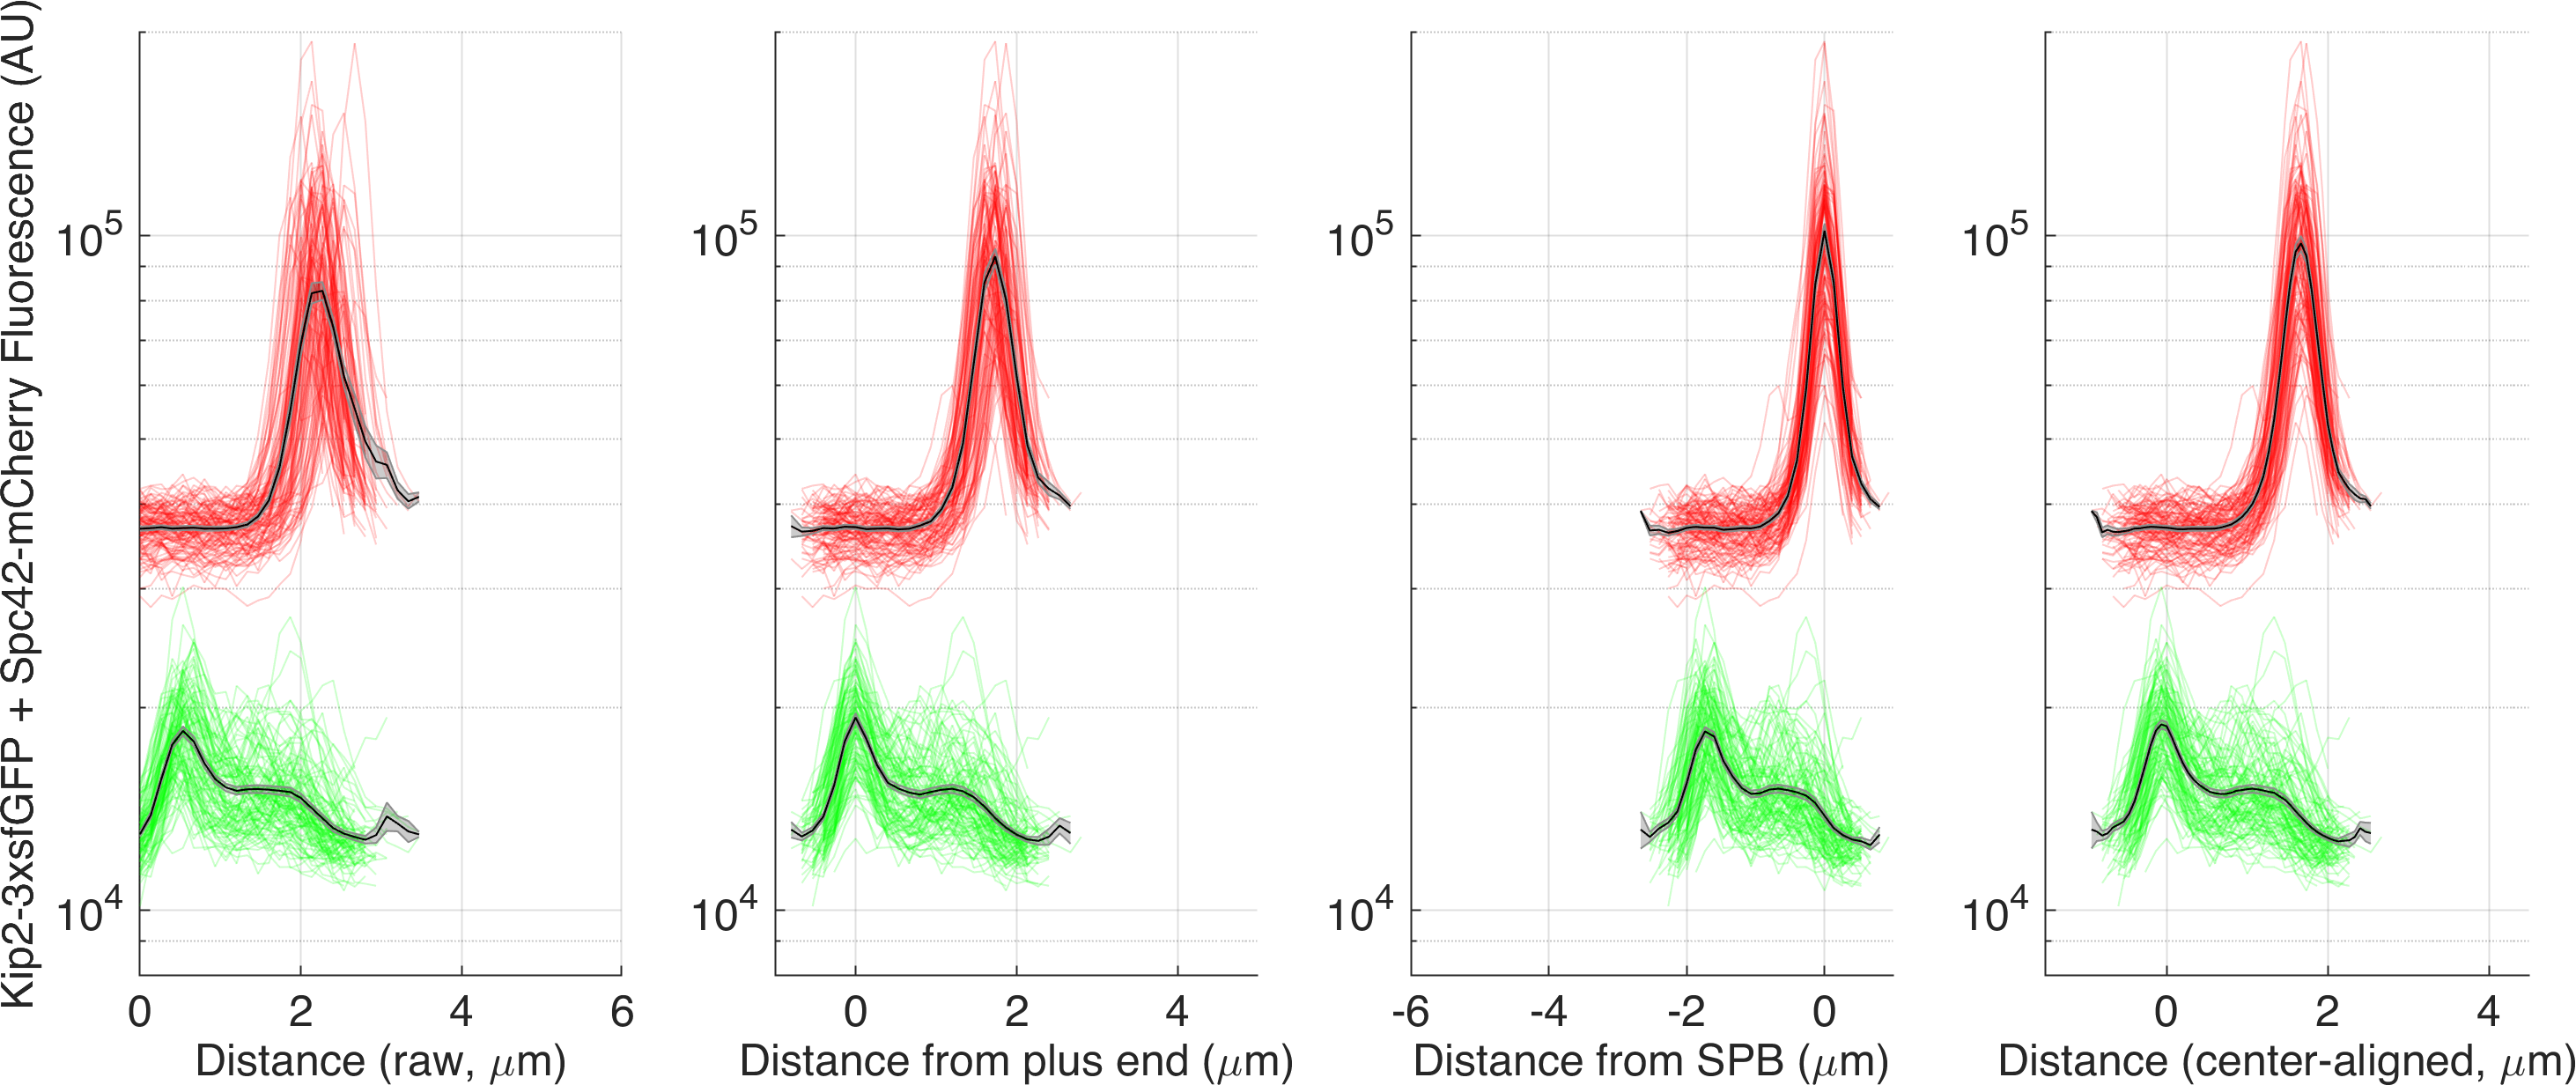 Kip2-3xsfGFP + Spc42-mCherry Fluorescence (AU)
10^5
10^4
0 2 4 6
Distance (raw, μm)
10^5
10^4
0 2 4
Distance from plus end (μm)
10^5
10^4
-6 -4 -2 0
Distance from SPB (μm)
10^5
10^4
0 2 4
Distance (center-aligned, μm)